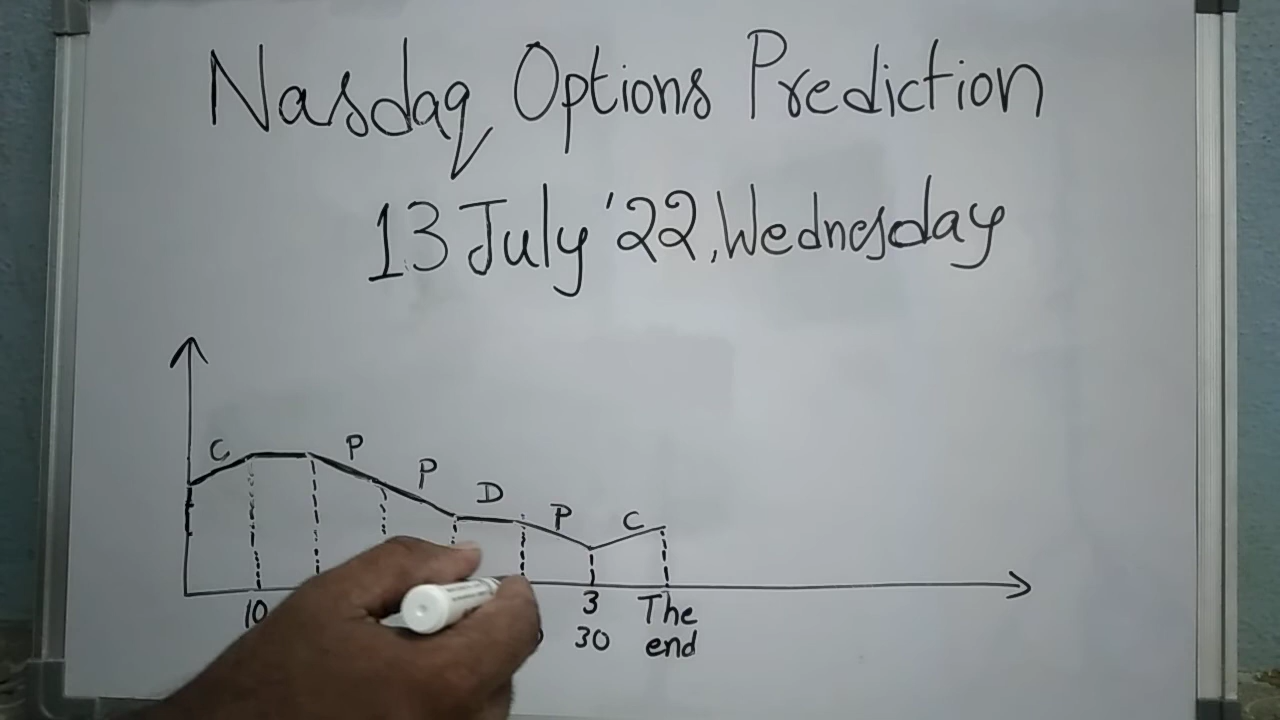 Nasdaq Options Prediction
13 July '22, Wednesday
C P P D P C
10 3 The
30 end